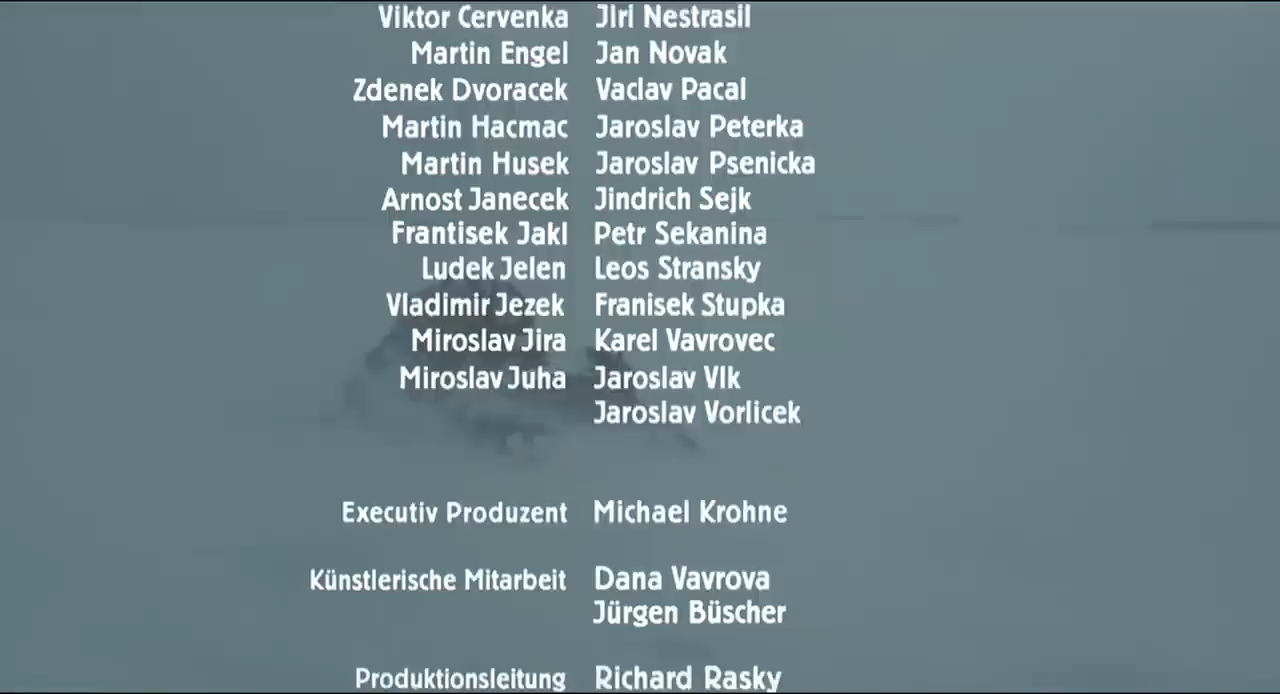 Viktor Cervenka Jiri Nestrasil
Martin Engel Jan Novak
Zdenek Dvoracek Vaclav Pacal
Martin Hacmac Jaroslav Peterka
Martin Husek Jaroslav Psenicka
Arnost Janecek Jindrich Sejk
Frantisek Jakl Petr Sekanina
Ludek Jelen Leos Stransky
Vladimir Jezek Franisek Stupka
Miroslav Jira Karel Vavrovec
Miroslav Juha Jaroslav Vlk
Jaroslav Vorlicek
Executiv Produzent Michael Krohne
Künstlerische Mitarbeit Dana Vavrova
Jürgen Büscher
Produktionsleitung Richard Rasky